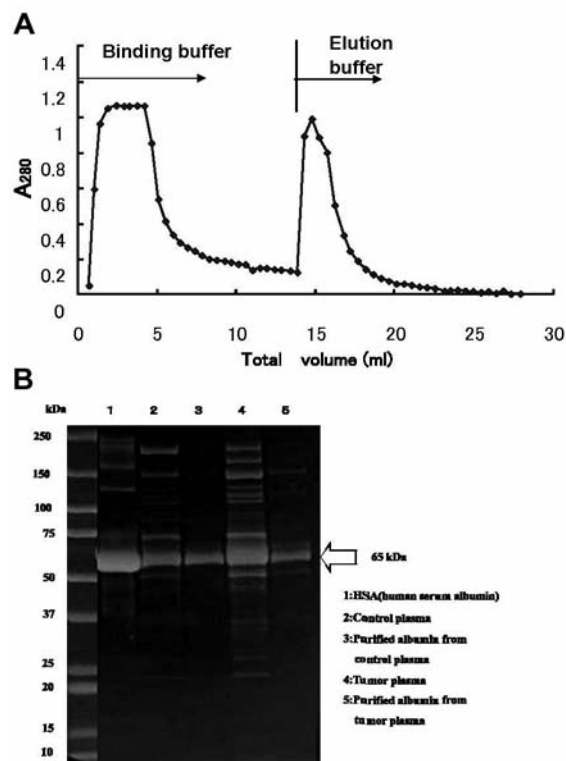 A
Binding buffer
Elution
buffer
1.4
1.2
1
0.8
0.6
0.4
0.2
0
A280
0 5 10 15 20 25 30
Total volume (ml)
B
kDa 1 2 3 4 5
250
150
100
75
50
37
25
20
15
10
65 kDa
1:HSA(human serum albumin)
2:Control plasma
3:Purified albumin from
control plasma
4:Tumor plasma
5:Purified albumin from
tumor plasma